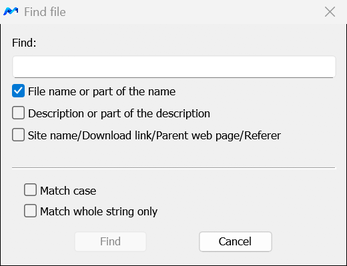 Find file
Find:
File name or part of the name
Description or part of the description
Site name/Download link/Parent web page/Referer
Match case
Match whole string only
Find Cancel